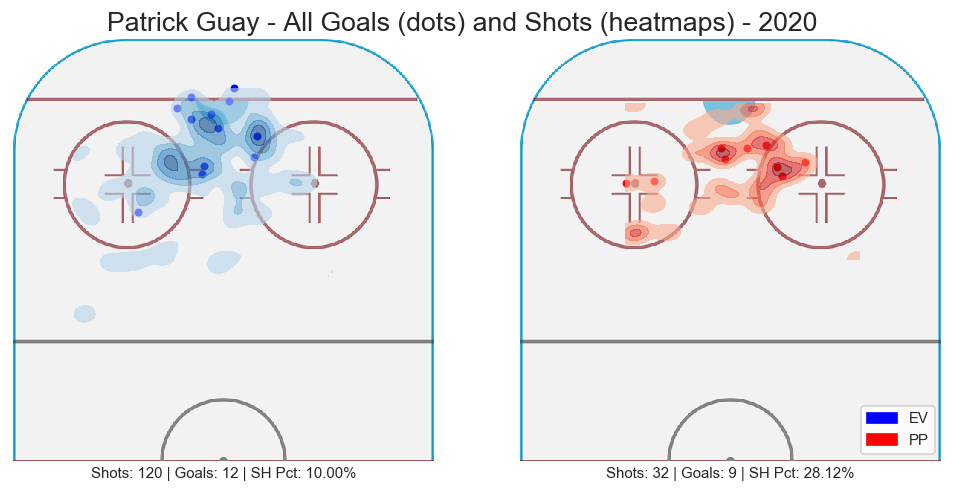 Patrick Guay - All Goals (dots) and Shots (heatmaps) - 2020
EV
PP
Shots: 120 | Goals: 12 | SH Pct: 10.00%
Shots: 32 | Goals: 9 | SH Pct: 28.12%